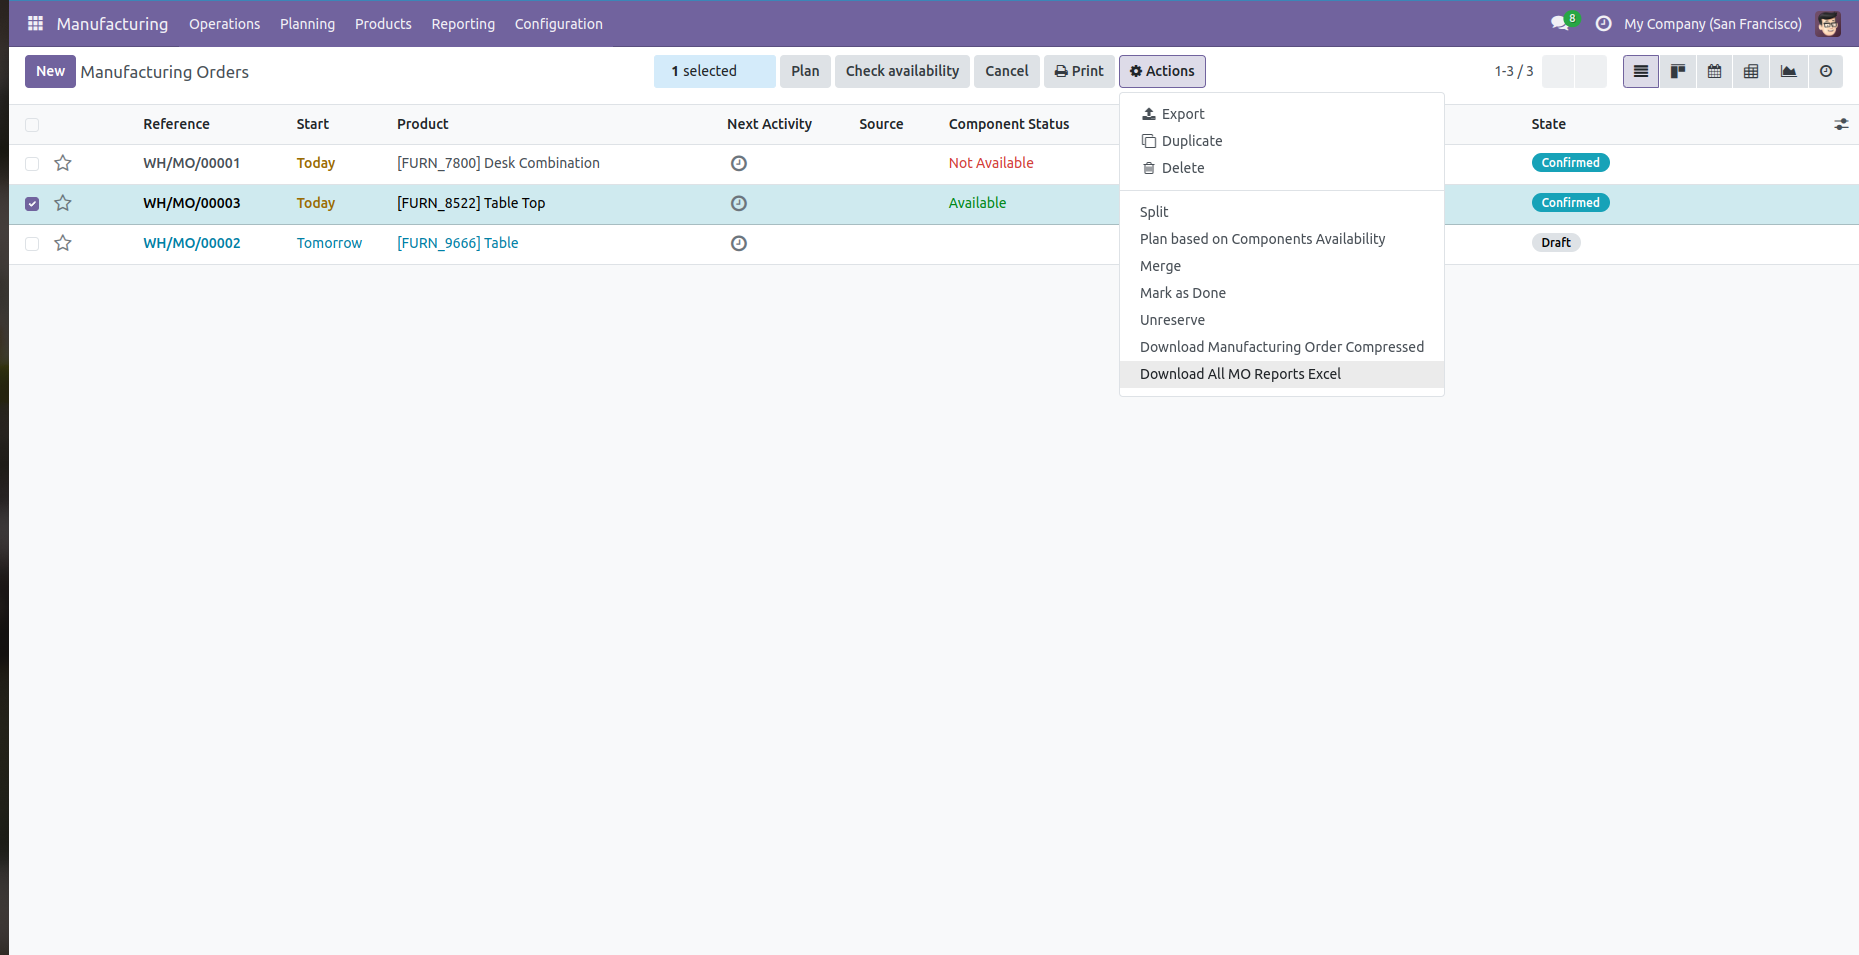 Manufacturing Operations Planning Products Reporting Configuration 8 My Company (San Francisco)
New Manufacturing Orders 1 selected Plan Check availability Cancel Print Actions 1-3 / 3
Reference Start Product Next Activity Source Component Status State
WH/MO/00001 Today [FURN_7800] Desk Combination Not Available Confirmed
WH/MO/00003 Today [FURN_8522] Table Top Available Confirmed
WH/MO/00002 Tomorrow [FURN_9666] Table Draft
Export
Duplicate
Delete
Split
Plan based on Components Availability
Merge
Mark as Done
Unreserve
Download Manufacturing Order Compressed
Download All MO Reports Excel